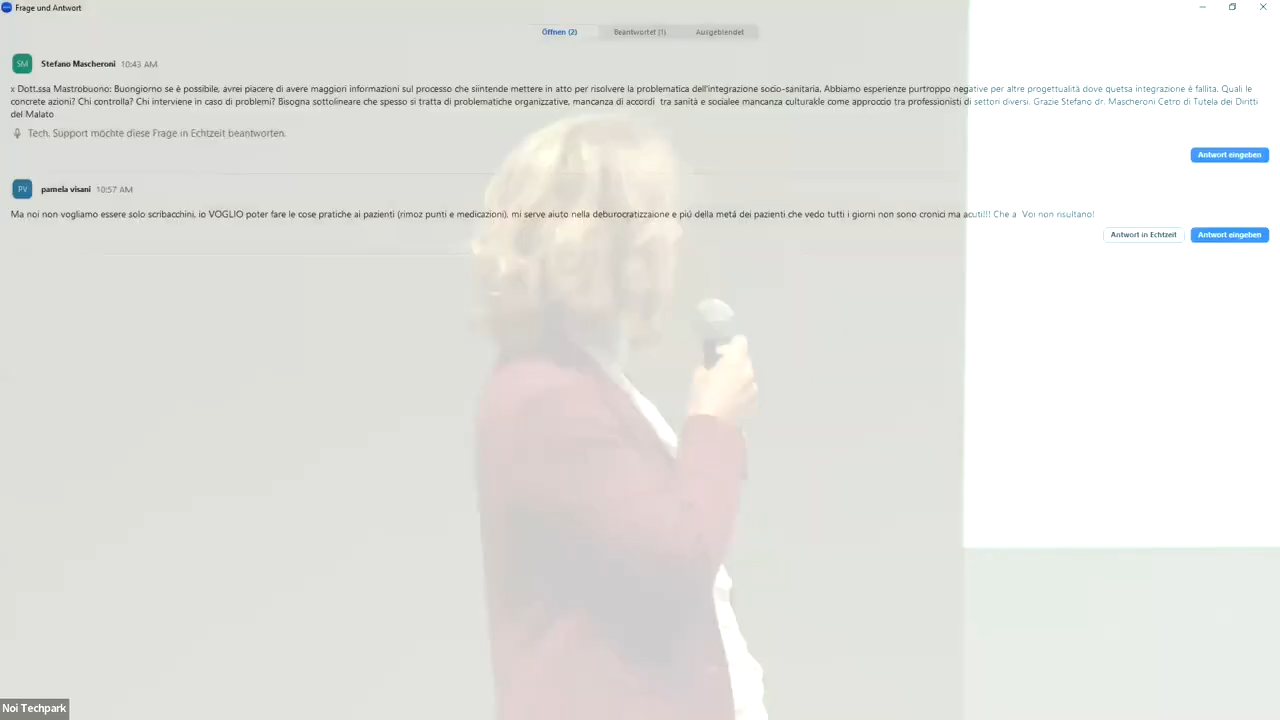 Frage und Antwort
Öffnen (2)
Beantwortet (1)
Ausgeblendet
SM
Stefano Mascheroni 10:43 AM
x Dott.ssa Mastrobuono: Buongiorno se è possibile, avrei piacere di avere maggiori informazioni sul processo che siintende mettere in atto per risolvere la problematica dell'integrazione socio-sanitaria. Abbiamo esperienze purtroppo negative per altre progettualità dove quetsa integrazione è fallita. Quali le
concrete azioni? Chi controlla? Chi interviene in caso di problemi? Bisogna sottolineare che spesso si tratta di problematiche organizzative, mancanza di accordi  tra sanità e socialee mancanza culturakle come approccio tra professionisti di settori diversi. Grazie Stefano dr. Mascheroni Cetro di Tutela dei Diritti
del Malato
Tech. Support möchte diese Frage in Echtzeit beantworten.
Antwort eingeben
PV
pamela visani 10:57 AM
Ma noi non vogliamo essere solo scribacchini, io VOGLIO poter fare le cose pratiche ai pazienti (rimoz punti e medicazioni), mi serve aiuto nella deburocratizzaione e piú della metá dei pazienti che vedo tutti i giorni non sono cronici ma acuti!!! Che a  Voi non risultano!
Antwort in Echtzeit
Antwort eingeben
Noi Techpark